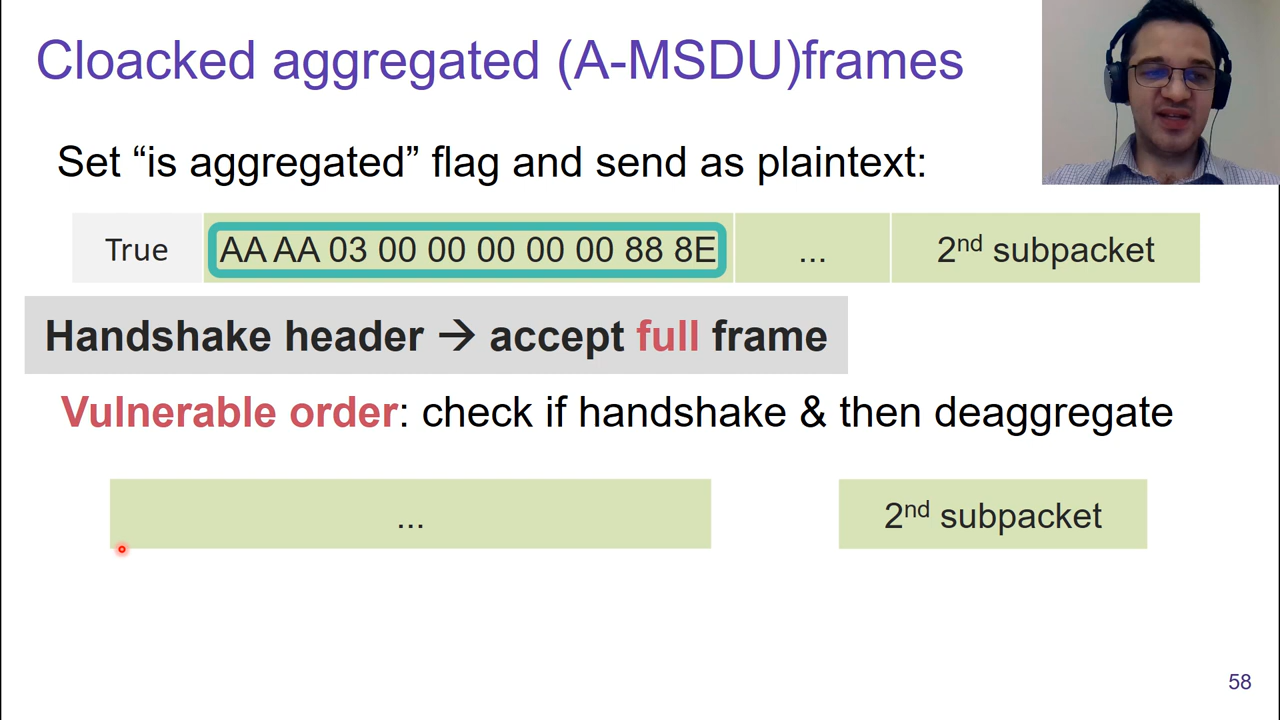 Cloacked aggregated (A-MSDU)frames
Set “is aggregated” flag and send as plaintext:
True AA AA 03 00 00 00 00 00 88 8E ... 2nd subpacket
Handshake header → accept full frame
Vulnerable order: check if handshake & then deaggregate
... 2nd subpacket
58